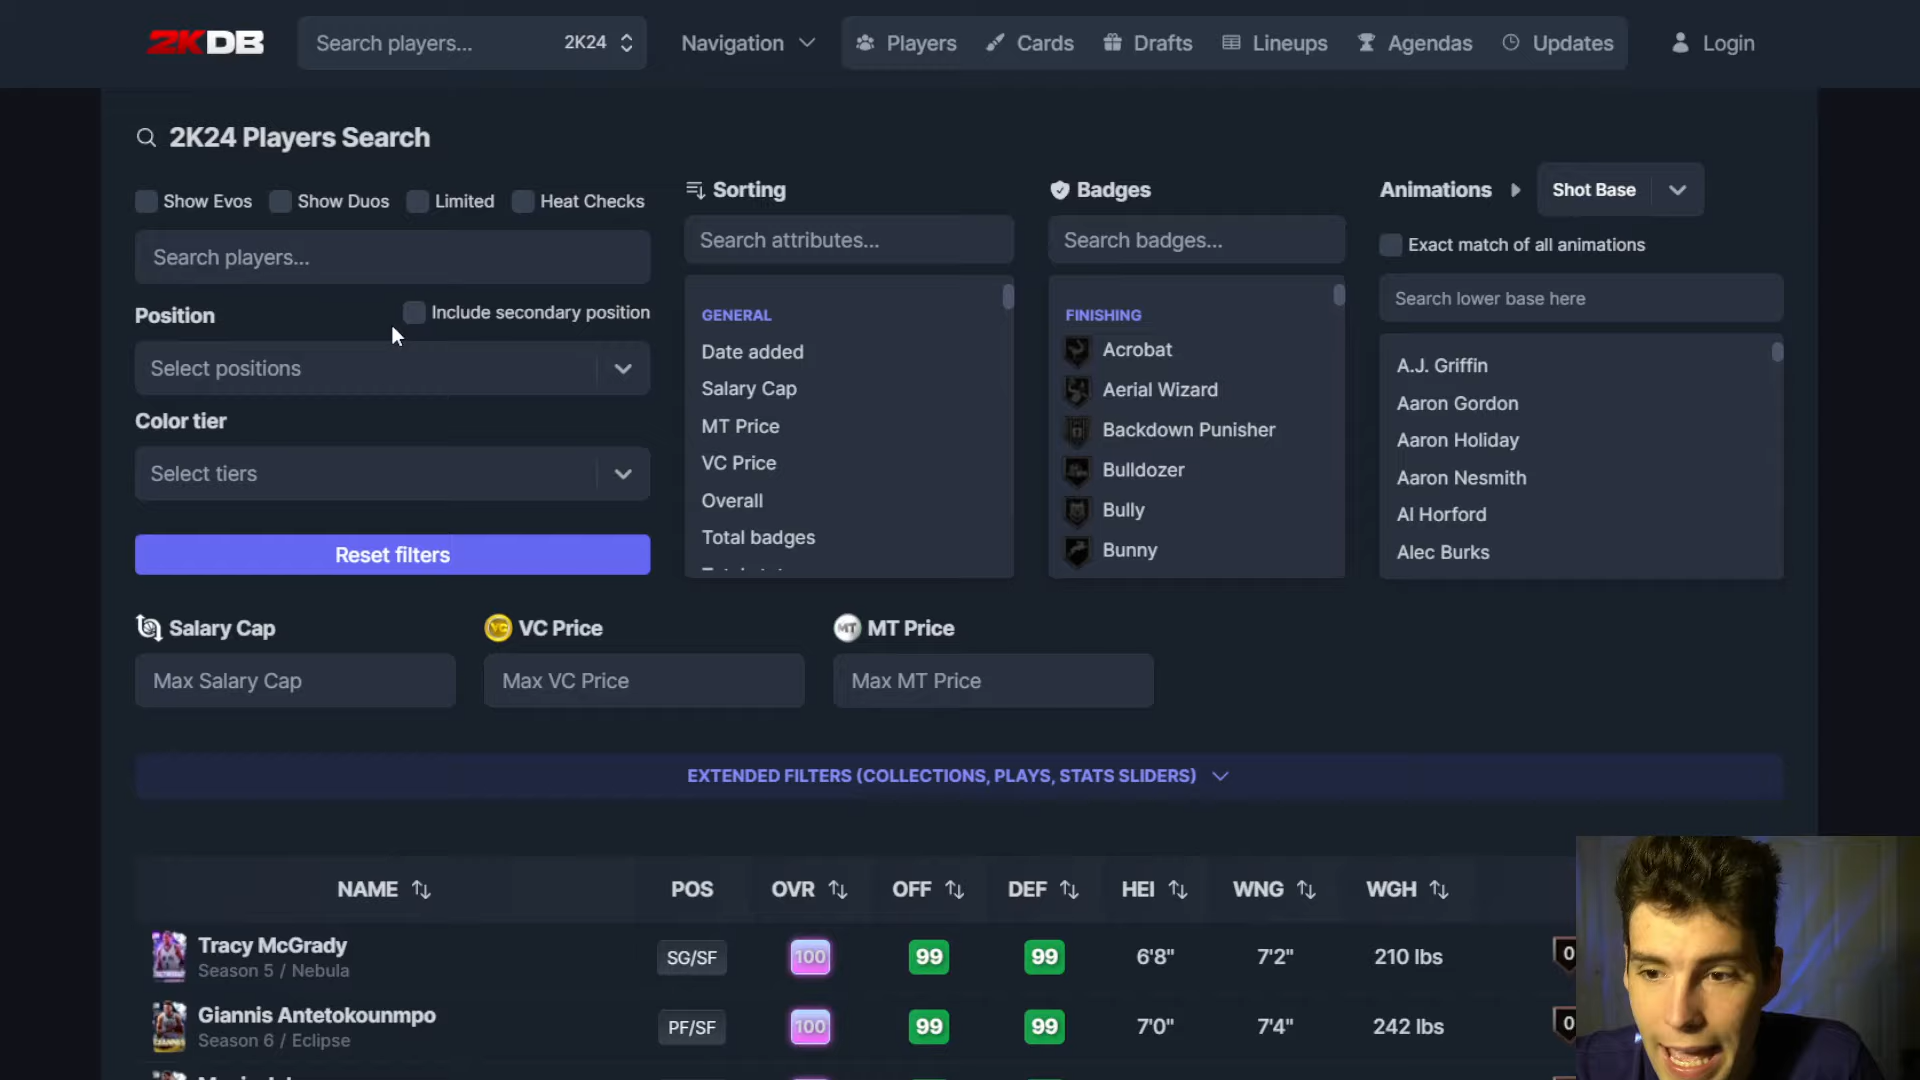 2KDB
Search players...
2K24
Navigation
Players
Cards
Drafts
Lineups
Agendas
Updates
Login
2K24 Players Search
Show Evos
Show Duos
Limited
Heat Checks
Search players...
Position
Include secondary position
Select positions
Color tier
Select tiers
Reset filters
Sorting
Search attributes...
GENERAL
Date added
Salary Cap
MT Price
VC Price
Overall
Total badges
Badges
Search badges...
FINISHING
Acrobat
Aerial Wizard
Backdown Punisher
Bulldozer
Bully
Bunny
Animations
Shot Base
Exact match of all animations
Search lower base here
A.J. Griffin
Aaron Gordon
Aaron Holiday
Aaron Nesmith
Al Horford
Alec Burks
Salary Cap
Max Salary Cap
VC VC Price
Max VC Price
MT MT Price
Max MT Price
EXTENDED FILTERS (COLLECTIONS, PLAYS, STATS SLIDERS)
NAME POS OVR OFF DEF HEI WNG WGH
Tracy McGrady SG/SF 100 99 99 6'8" 7'2" 210 lbs 0
Season 5 / Nebula
Giannis Antetokounmpo PF/SF 100 99 99 7'0" 7'4" 242 lbs 0
Season 6 / Eclipse